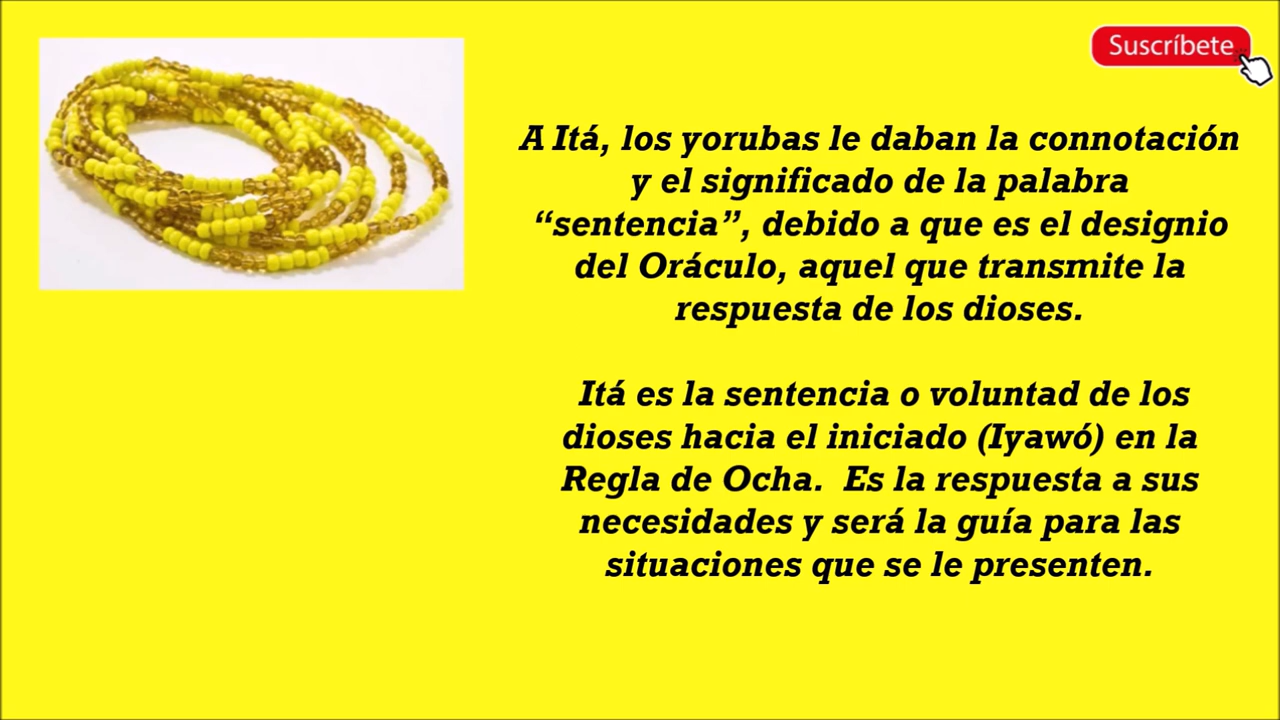 Suscríbete
A Itá, los yorubas le daban la connotación
y el significado de la palabra
“sentencia”, debido a que es el designio
del Oráculo, aquel que transmite la
respuesta de los dioses.
Itá es la sentencia o voluntad de los
dioses hacia el iniciado (Iyawó) en la
Regla de Ocha.  Es la respuesta a sus
necesidades y será la guía para las
situaciones que se le presenten.